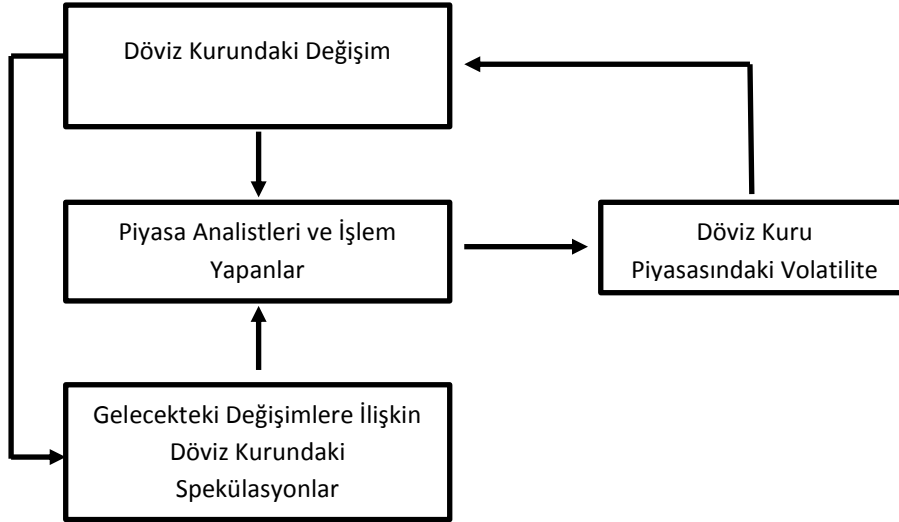 Döviz Kurundaki Değişim
Piyasa Analistleri ve İşlem
Yapanlar
Döviz Kuru
Piyasasındaki Volatilite
Gelecekteki Değişimlere İlişkin
Döviz Kurundaki
Spekülasyonlar